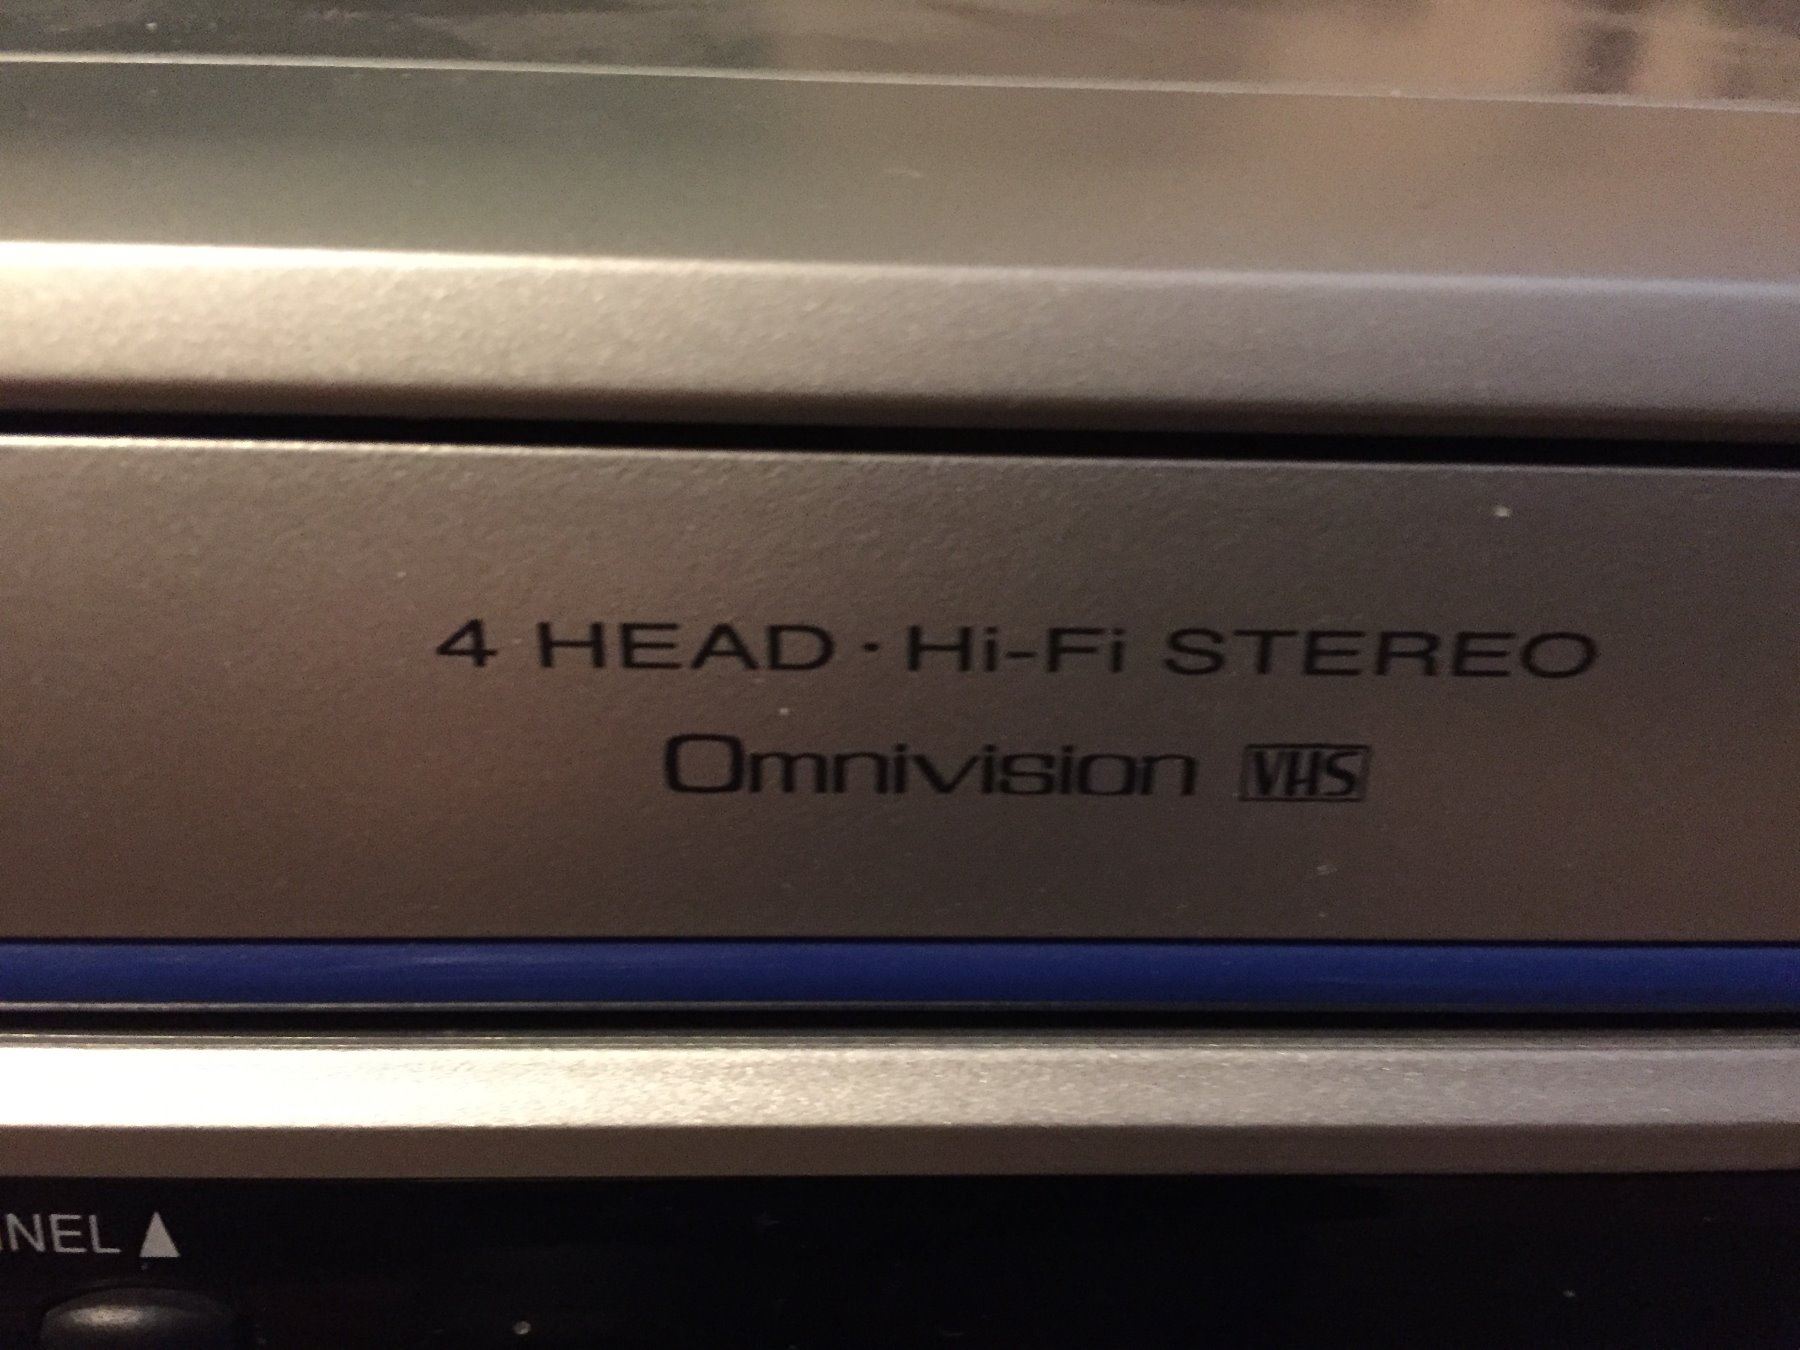 4 HEAD · Hi-Fi STEREO
Omnivision VHS
NEL ▲